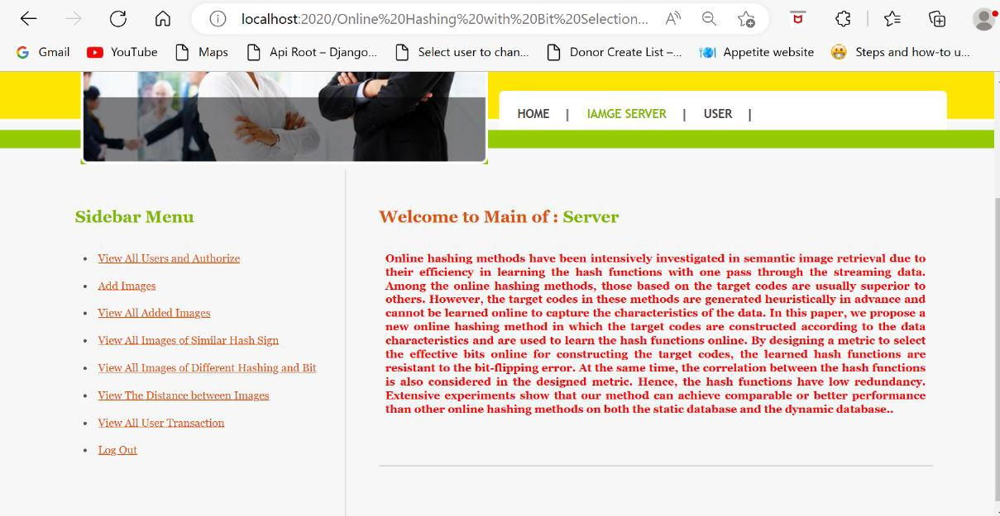 localhost:2020/Online%20Hashing%20with%20Bit%20Selection...
Gmail YouTube Maps Api Root – Django... Select user to chan... Donor Create List –... Appetite website Steps and how-to u...
HOME | IAMGE SERVER | USER |
Sidebar Menu
View All Users and Authorize
Add Images
View All Added Images
View All Images of Similar Hash Sign
View All Images of Different Hashing and Bit
View The Distance between Images
View All User Transaction
Log Out
Welcome to Main of : Server
Online hashing methods have been intensively investigated in semantic image retrieval due to
their efficiency in learning the hash functions with one pass through the streaming data.
Among the online hashing methods, those based on the target codes are usually superior to
others. However, the target codes in these methods are generated heuristically in advance and
cannot be learned online to capture the characteristics of the data. In this paper, we propose a
new online hashing method in which the target codes are constructed according to the data
characteristics and are used to learn the hash functions online. By designing a metric to select
the effective bits online for constructing the target codes, the learned hash functions are
resistant to the bit-flipping error. At the same time, the correlation between the hash functions
is also considered in the designed metric. Hence, the hash functions have low redundancy.
Extensive experiments show that our method can achieve comparable or better performance
than other online hashing methods on both the static database and the dynamic database..